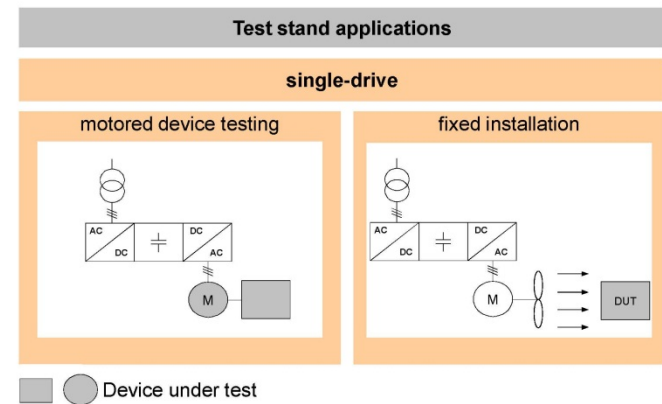 Test stand applications
single-drive
motored device testing
fixed installation
AC
DC
DC
AC
M
AC
DC
DC
AC
M
DUT
Device under test